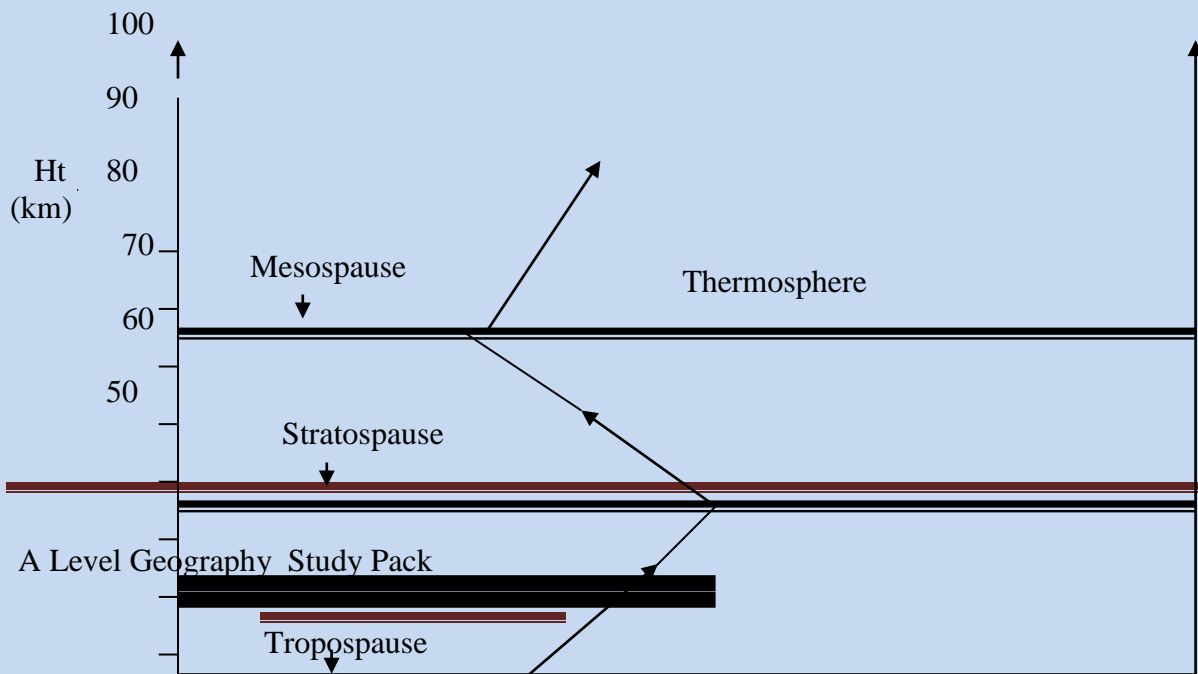 100
90
Ht 80
(km)
70
Mesospause
Thermosphere
60
50
Stratospause
A Level Geography Study Pack
Tropospause